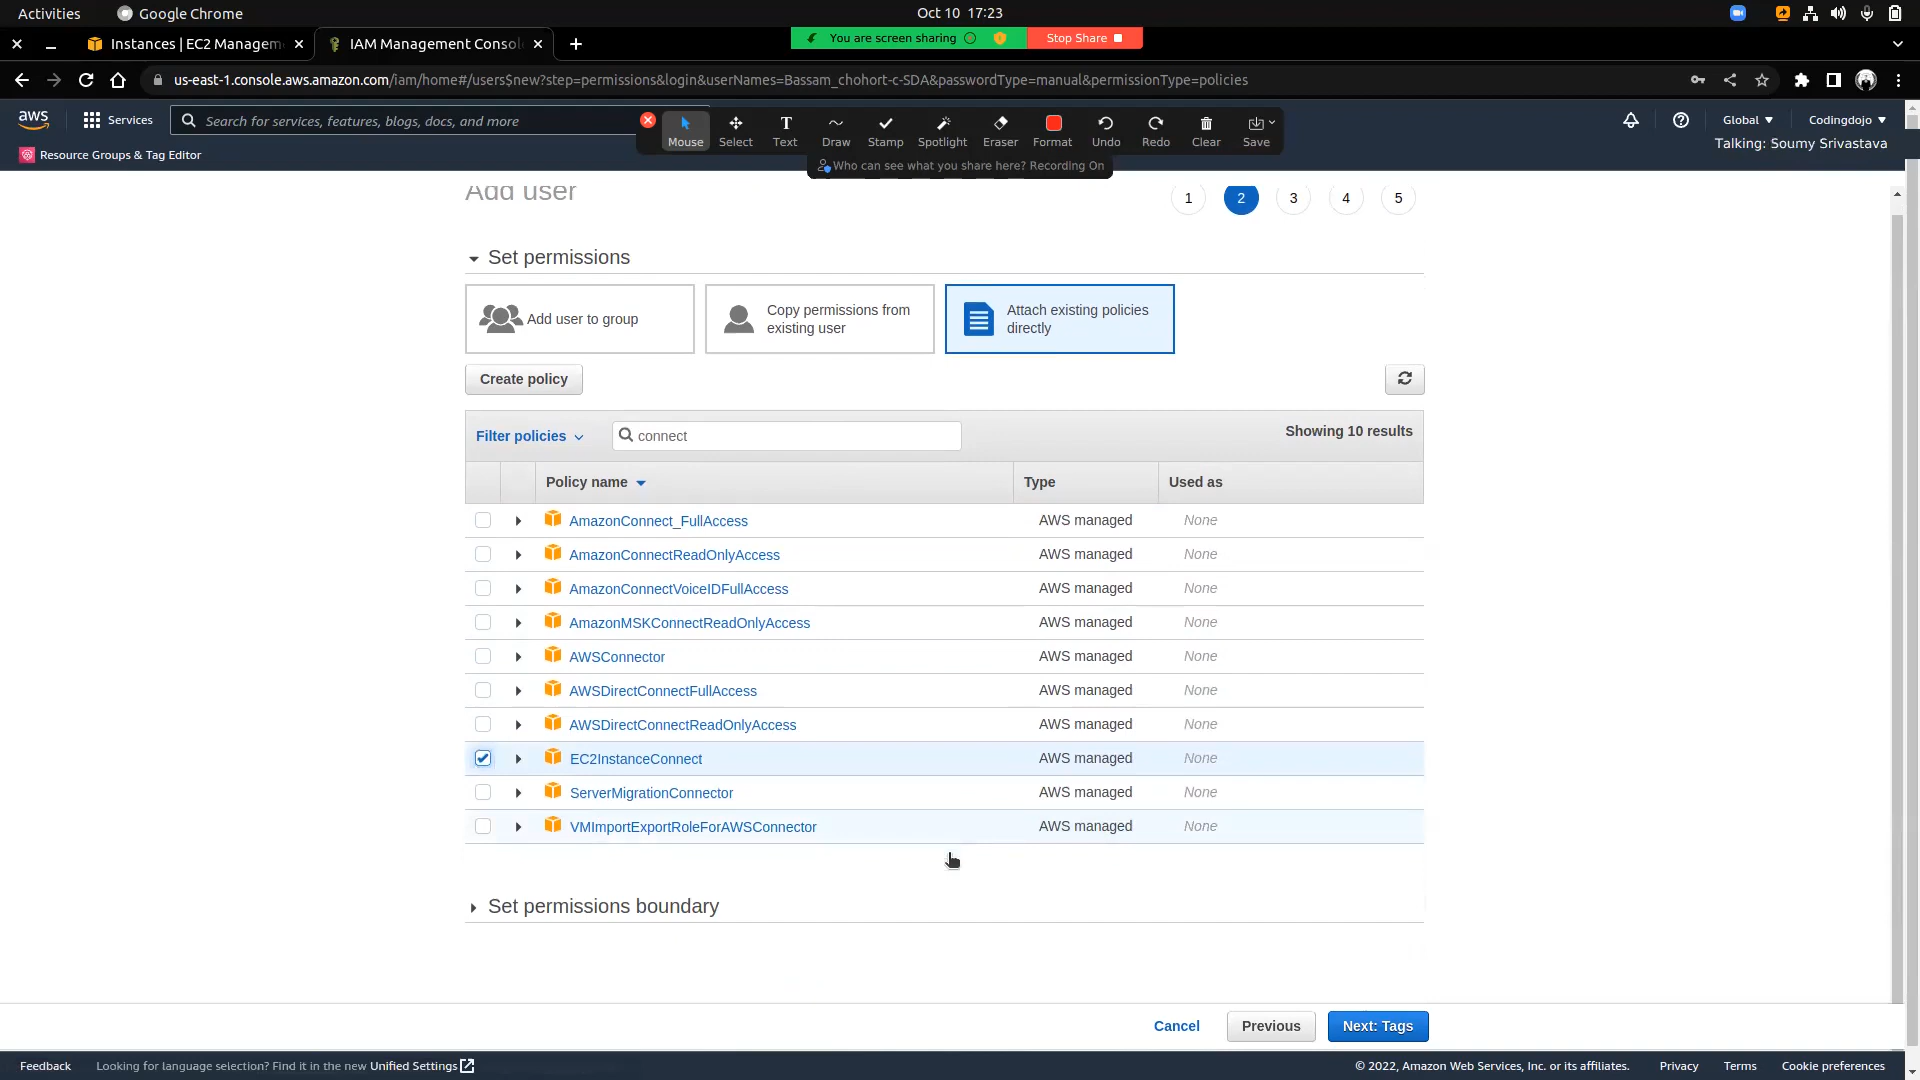 Activities
Google Chrome
Oct 10 17:23
Instances | EC2 Managem
IAM Management Conso
You are screen sharing
Stop Share
us-east-1.console.aws.amazon.com/iam/home#/users$new?step=permissions&login&userNames=Bassam_chohort-c-SDA&passwordType=manual&permissionType=policies
aws
Services
Search for services, features, blogs, docs, and more
Mouse
Select
Text
Draw
Stamp
Spotlight
Eraser
Format
Undo
Redo
Clear
Save
Global
Codingdojo
Resource Groups & Tag Editor
Who can see what you share here? Recording On
Talking: Soumy Srivastava
Add user
1
2
3
4
5
Set permissions
Add user to group
Copy permissions from
existing user
Attach existing policies
directly
Create policy
Filter policies
connect
Showing 10 results
Policy name
Type
Used as
AmazonConnect_FullAccess AWS managed None
AmazonConnectReadOnlyAccess AWS managed None
AmazonConnectVoiceIDFullAccess AWS managed None
AmazonMSKConnectReadOnlyAccess AWS managed None
AWSConnector AWS managed None
AWSDirectConnectFullAccess AWS managed None
AWSDirectConnectReadOnlyAccess AWS managed None
EC2InstanceConnect AWS managed None
ServerMigrationConnector AWS managed None
VMImportExportRoleForAWSConnector AWS managed None
Set permissions boundary
Cancel
Previous
Next: Tags
Feedback
Looking for language selection? Find it in the new Unified Settings
© 2022, Amazon Web Services, Inc. or its affiliates.
Privacy
Terms
Cookie preferences